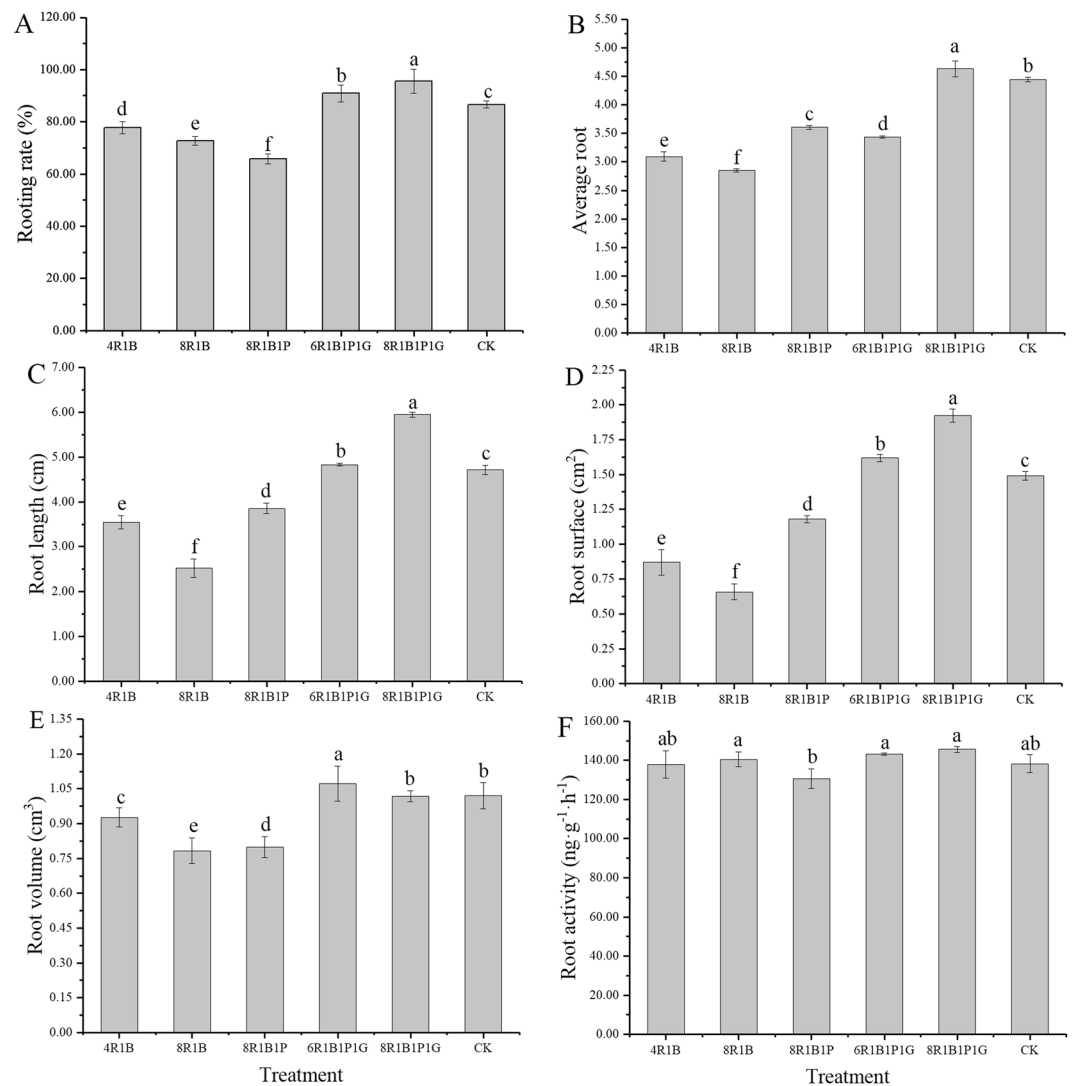 A
Rooting rate (%)
120.00
100.00
80.00
60.00
40.00
20.00
0.00
d
e
f
b
a
c
4R1B 8R1B 8R1B1P 6R1B1P1G 8R1B1P1G CK
B
Average root
5.50
5.00
4.50
4.00
3.50
3.00
2.50
2.00
1.50
1.00
0.50
0.00
e
f
c
d
a
b
4R1B 8R1B 8R1B1P 6R1B1P1G 8R1B1P1G CK
C
Root length (cm)
7.00
6.00
5.00
4.00
3.00
2.00
1.00
0.00
e
f
d
b
a
c
4R1B 8R1B 8R1B1P 6R1B1P1G 8R1B1P1G CK
D
Root surface (cm²)
2.25
2.00
1.75
1.50
1.25
1.00
0.75
0.50
0.25
0.00
e
f
d
b
a
c
4R1B 8R1B 8R1B1P 6R1B1P1G 8R1B1P1G CK
E
Root volume (cm³)
1.35
1.20
1.05
0.90
0.75
0.60
0.45
0.30
0.15
0.00
c
e
d
a
b
b
4R1B 8R1B 8R1B1P 6R1B1P1G 8R1B1P1G CK
Treatment
F
Root activity (ng·g⁻¹·h⁻¹)
160.00
140.00
120.00
100.00
80.00
60.00
40.00
20.00
0.00
ab
a
b
a
a
ab
4R1B 8R1B 8R1B1P 6R1B1P1G 8R1B1P1G CK
Treatment